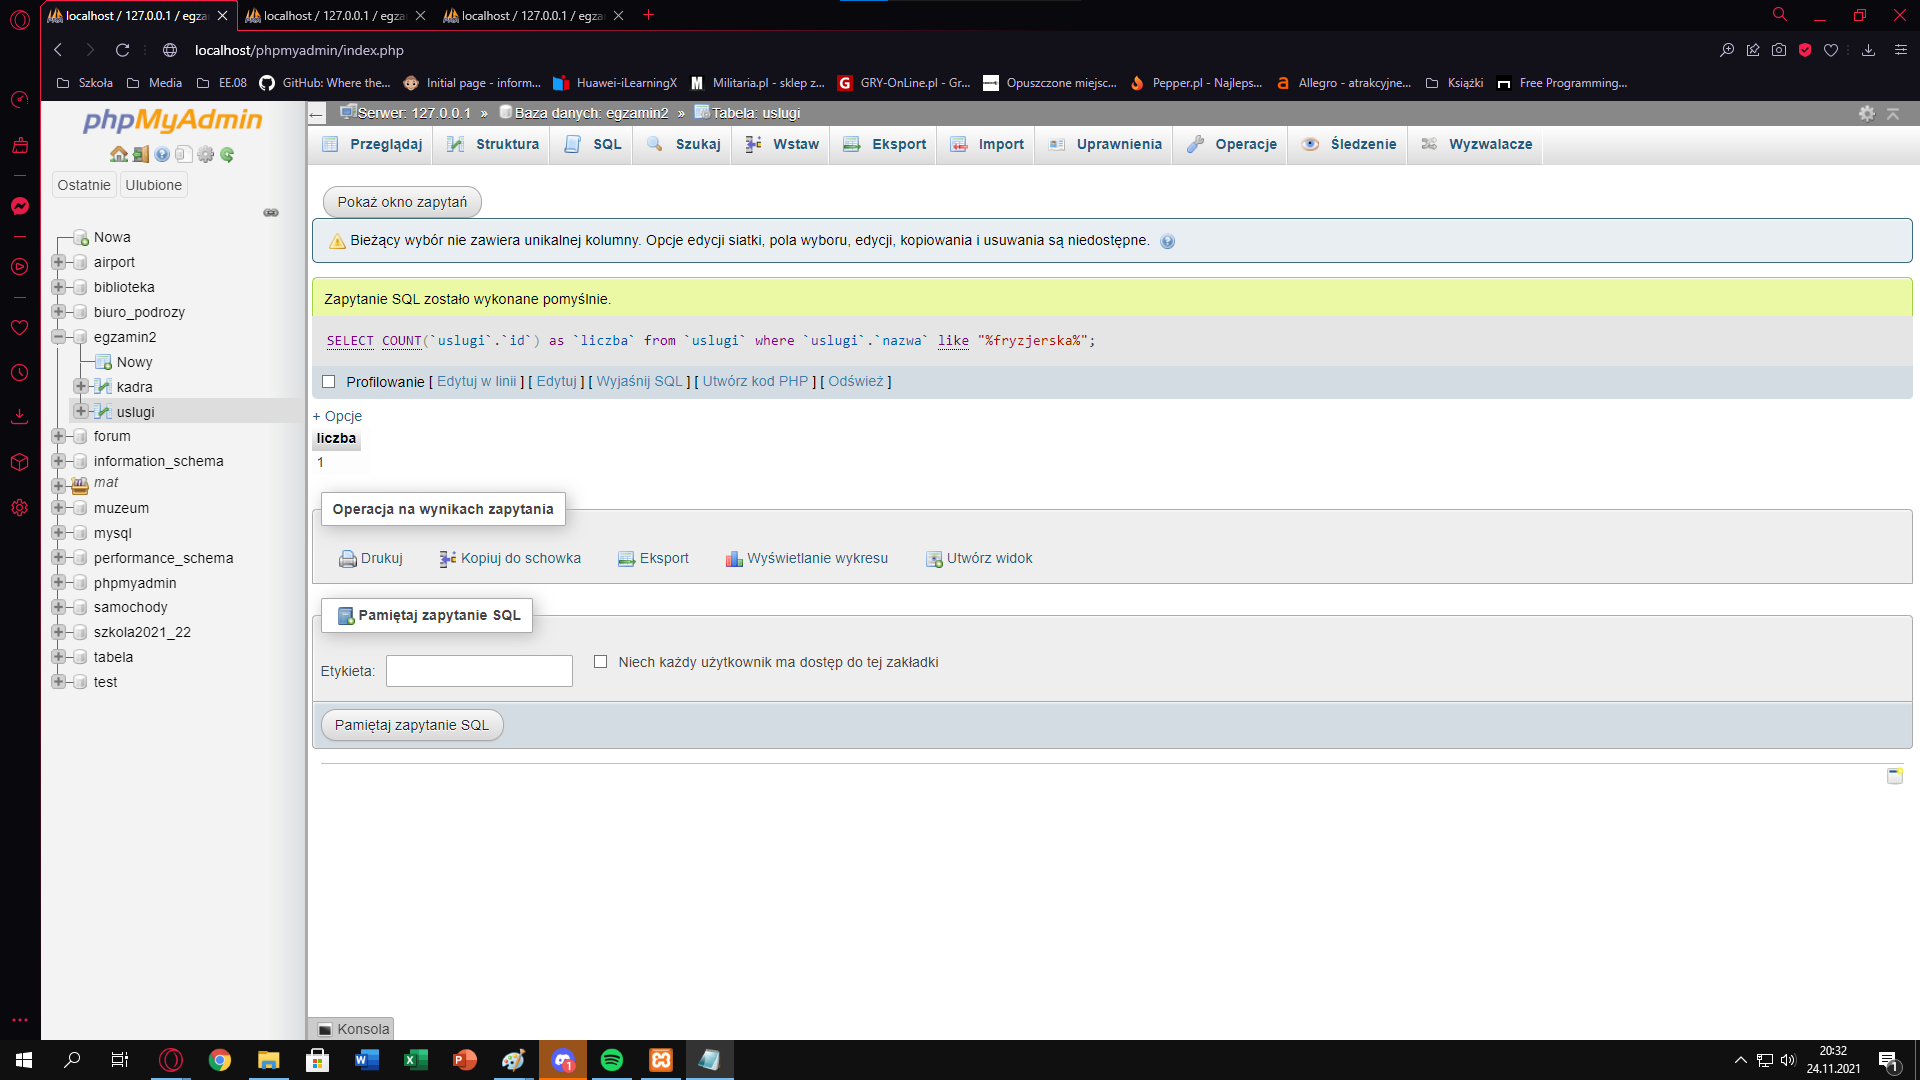 localhost / 127.0.0.1 / egza
localhost / 127.0.0.1 / egza
localhost / 127.0.0.1 / egza
localhost/phpmyadmin/index.php
Szkoła
Media
EE.08
GitHub: Where the...
Initial page - inform...
Huawei-iLearningX
Militaria.pl - sklep z...
GRY-OnLine.pl - Gr...
Opuszczone miejsc...
Pepper.pl - Najleps...
Allegro - atrakcyjne...
Książki
Free Programming...
phpMyAdmin
Ostatnie
Ulubione
Nowa
airport
biblioteka
biuro_podrozy
egzamin2
Nowy
kadra
uslugi
forum
information_schema
mat
muzeum
mysql
performance_schema
phpmyadmin
samochody
szkola2021_22
tabela
test
Serwer: 127.0.0.1 » Baza danych: egzamin2 » Tabela: uslugi
Przeglądaj
Struktura
SQL
Szukaj
Wstaw
Eksport
Import
Uprawnienia
Operacje
Śledzenie
Wyzwalacze
Pokaż okno zapytań
Bieżący wybór nie zawiera unikalnej kolumny. Opcje edycji siatki, pola wyboru, edycji, kopiowania i usuwania są niedostępne.
Zapytanie SQL zostało wykonane pomyślnie.
SELECT COUNT(`uslugi`.`id`) as `liczba` from `uslugi` where `uslugi`.`nazwa` like "%fryzjerska%";
Profilowanie [ Edytuj w linii ] [ Edytuj ] [ Wyjaśnij SQL ] [ Utwórz kod PHP ] [ Odśwież ]
+ Opcje
liczba
1
Operacja na wynikach zapytania
Drukuj
Kopiuj do schowka
Eksport
Wyświetlanie wykresu
Utwórz widok
Pamiętaj zapytanie SQL
Etykieta:
Niech każdy użytkownik ma dostęp do tej zakładki
Pamiętaj zapytanie SQL
Konsola
1
20:32
24.11.2021
1